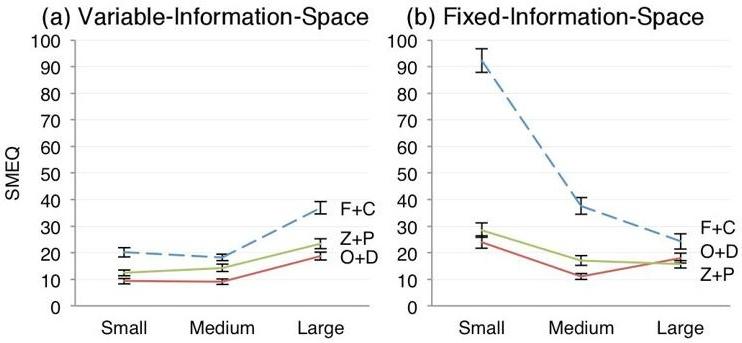 (a) Variable-Information-Space
(b) Fixed-Information-Space
SMEQ
100
90
80
70
60
50
40
30
20
10
0
F+C
Z+P
O+D
Small Medium Large
100
90
80
70
60
50
40
30
20
10
0
F+C
O+D
Z+P
Small Medium Large